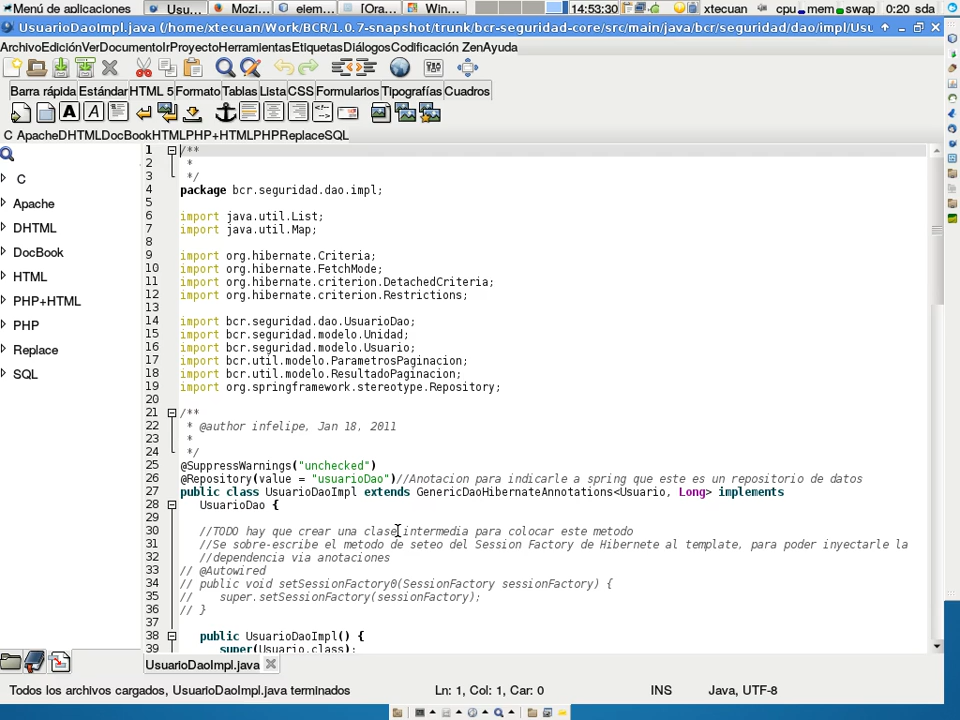 Menú de aplicaciones Usu... Mozi... elem... [Ora... Win... xtecuan cpu mem swap 0:20 sda
14:53:30
UsuarioDaoImpl.java (/home/xtecuan/Work/BCR/1.0.7-snapshot/trunk/bcr-seguridad-core/src/main/java/bcr/seguridad/dao/impl/Usu
ArchivoEdiciónVerDocumentoIrProyectoHerramientasEtiquetasDiálogosCodificación ZenAyuda
Barra rápida Estándar HTML 5 Formato Tablas Lista CSS Formularios Tipografías Cuadros
C ApacheDHTMLDocBookHTMLPHP+HTMLPHPReplaceSQL
C
Apache
DHTML
DocBook
HTML
PHP+HTML
PHP
Replace
SQL
1 /**
2 *
3 */
4 package bcr.seguridad.dao.impl;
5
6 import java.util.List;
7 import java.util.Map;
8
9 import org.hibernate.Criteria;
10 import org.hibernate.FetchMode;
11 import org.hibernate.criterion.DetachedCriteria;
12 import org.hibernate.criterion.Restrictions;
13
14 import bcr.seguridad.dao.UsuarioDao;
15 import bcr.seguridad.modelo.Unidad;
16 import bcr.seguridad.modelo.Usuario;
17 import bcr.util.modelo.ParametrosPaginacion;
18 import bcr.util.modelo.ResultadoPaginacion;
19 import org.springframework.stereotype.Repository;
20
21 /**
22 * @author infelipe, Jan 18, 2011
23 *
24 */
25 @SuppressWarnings("unchecked")
26 @Repository(value = "usuarioDao")//Anotacion para indicarle a spring que este es un repositorio de datos
27 public class UsuarioDaoImpl extends GenericDaoHibernateAnnotations<Usuario, Long> implements
28 UsuarioDao {
29
30 //TODO hay que crear una clase intermedia para colocar este metodo
31 //Se sobre-escribe el metodo de seteo del Session Factory de Hibernete al template, para poder inyectarle la
32 //dependencia via anotaciones
33 // @Autowired
34 // public void setSessionFactory0(SessionFactory sessionFactory) {
35 // super.setSessionFactory(sessionFactory);
36 // }
37
38 public UsuarioDaoImpl() {
39 super(Usuario.class);
UsuarioDaoImpl.java
Todos los archivos cargados, UsuarioDaoImpl.java terminados Ln: 1, Col: 1, Car: 0 INS Java, UTF-8